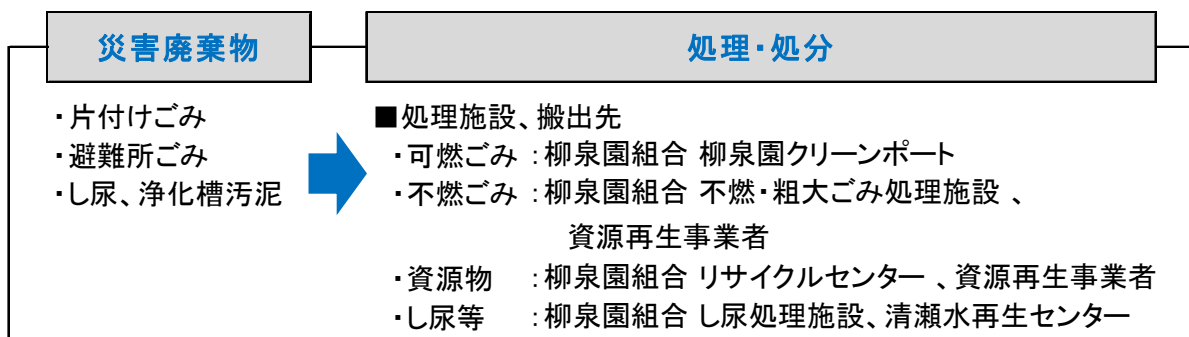 災害廃棄物
・片付けごみ
・避難所ごみ
・し尿、浄化槽汚泥
処理・処分
■処理施設、搬出先
・可燃ごみ：柳泉園組合 柳泉園クリーンポート
・不燃ごみ：柳泉園組合 不燃・粗大ごみ処理施設 、
資源再生事業者
・資源物　：柳泉園組合 リサイクルセンター 、資源再生事業者
・し尿等　：柳泉園組合 し尿処理施設、清瀬水再生センター